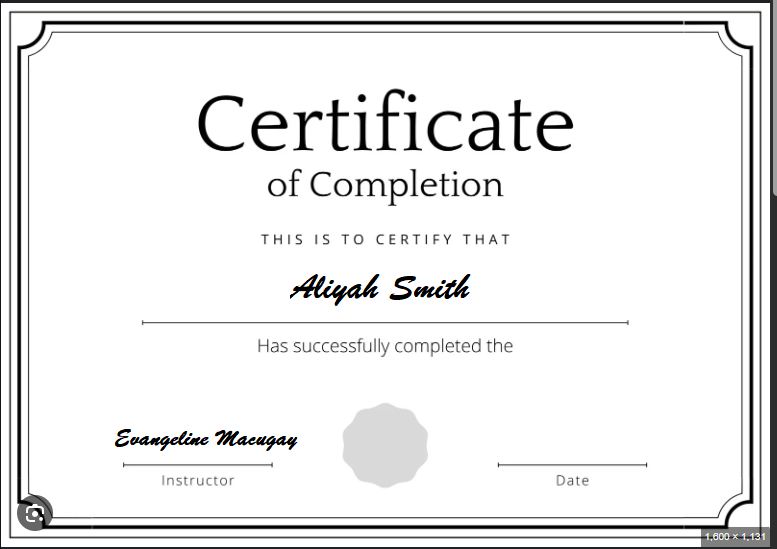 Certificate
of Completion
THIS IS TO CERTIFY THAT
Aliyah Smith
Has successfully completed the
Evangeline Macugay
Instructor
Date
1,600 × 1,131